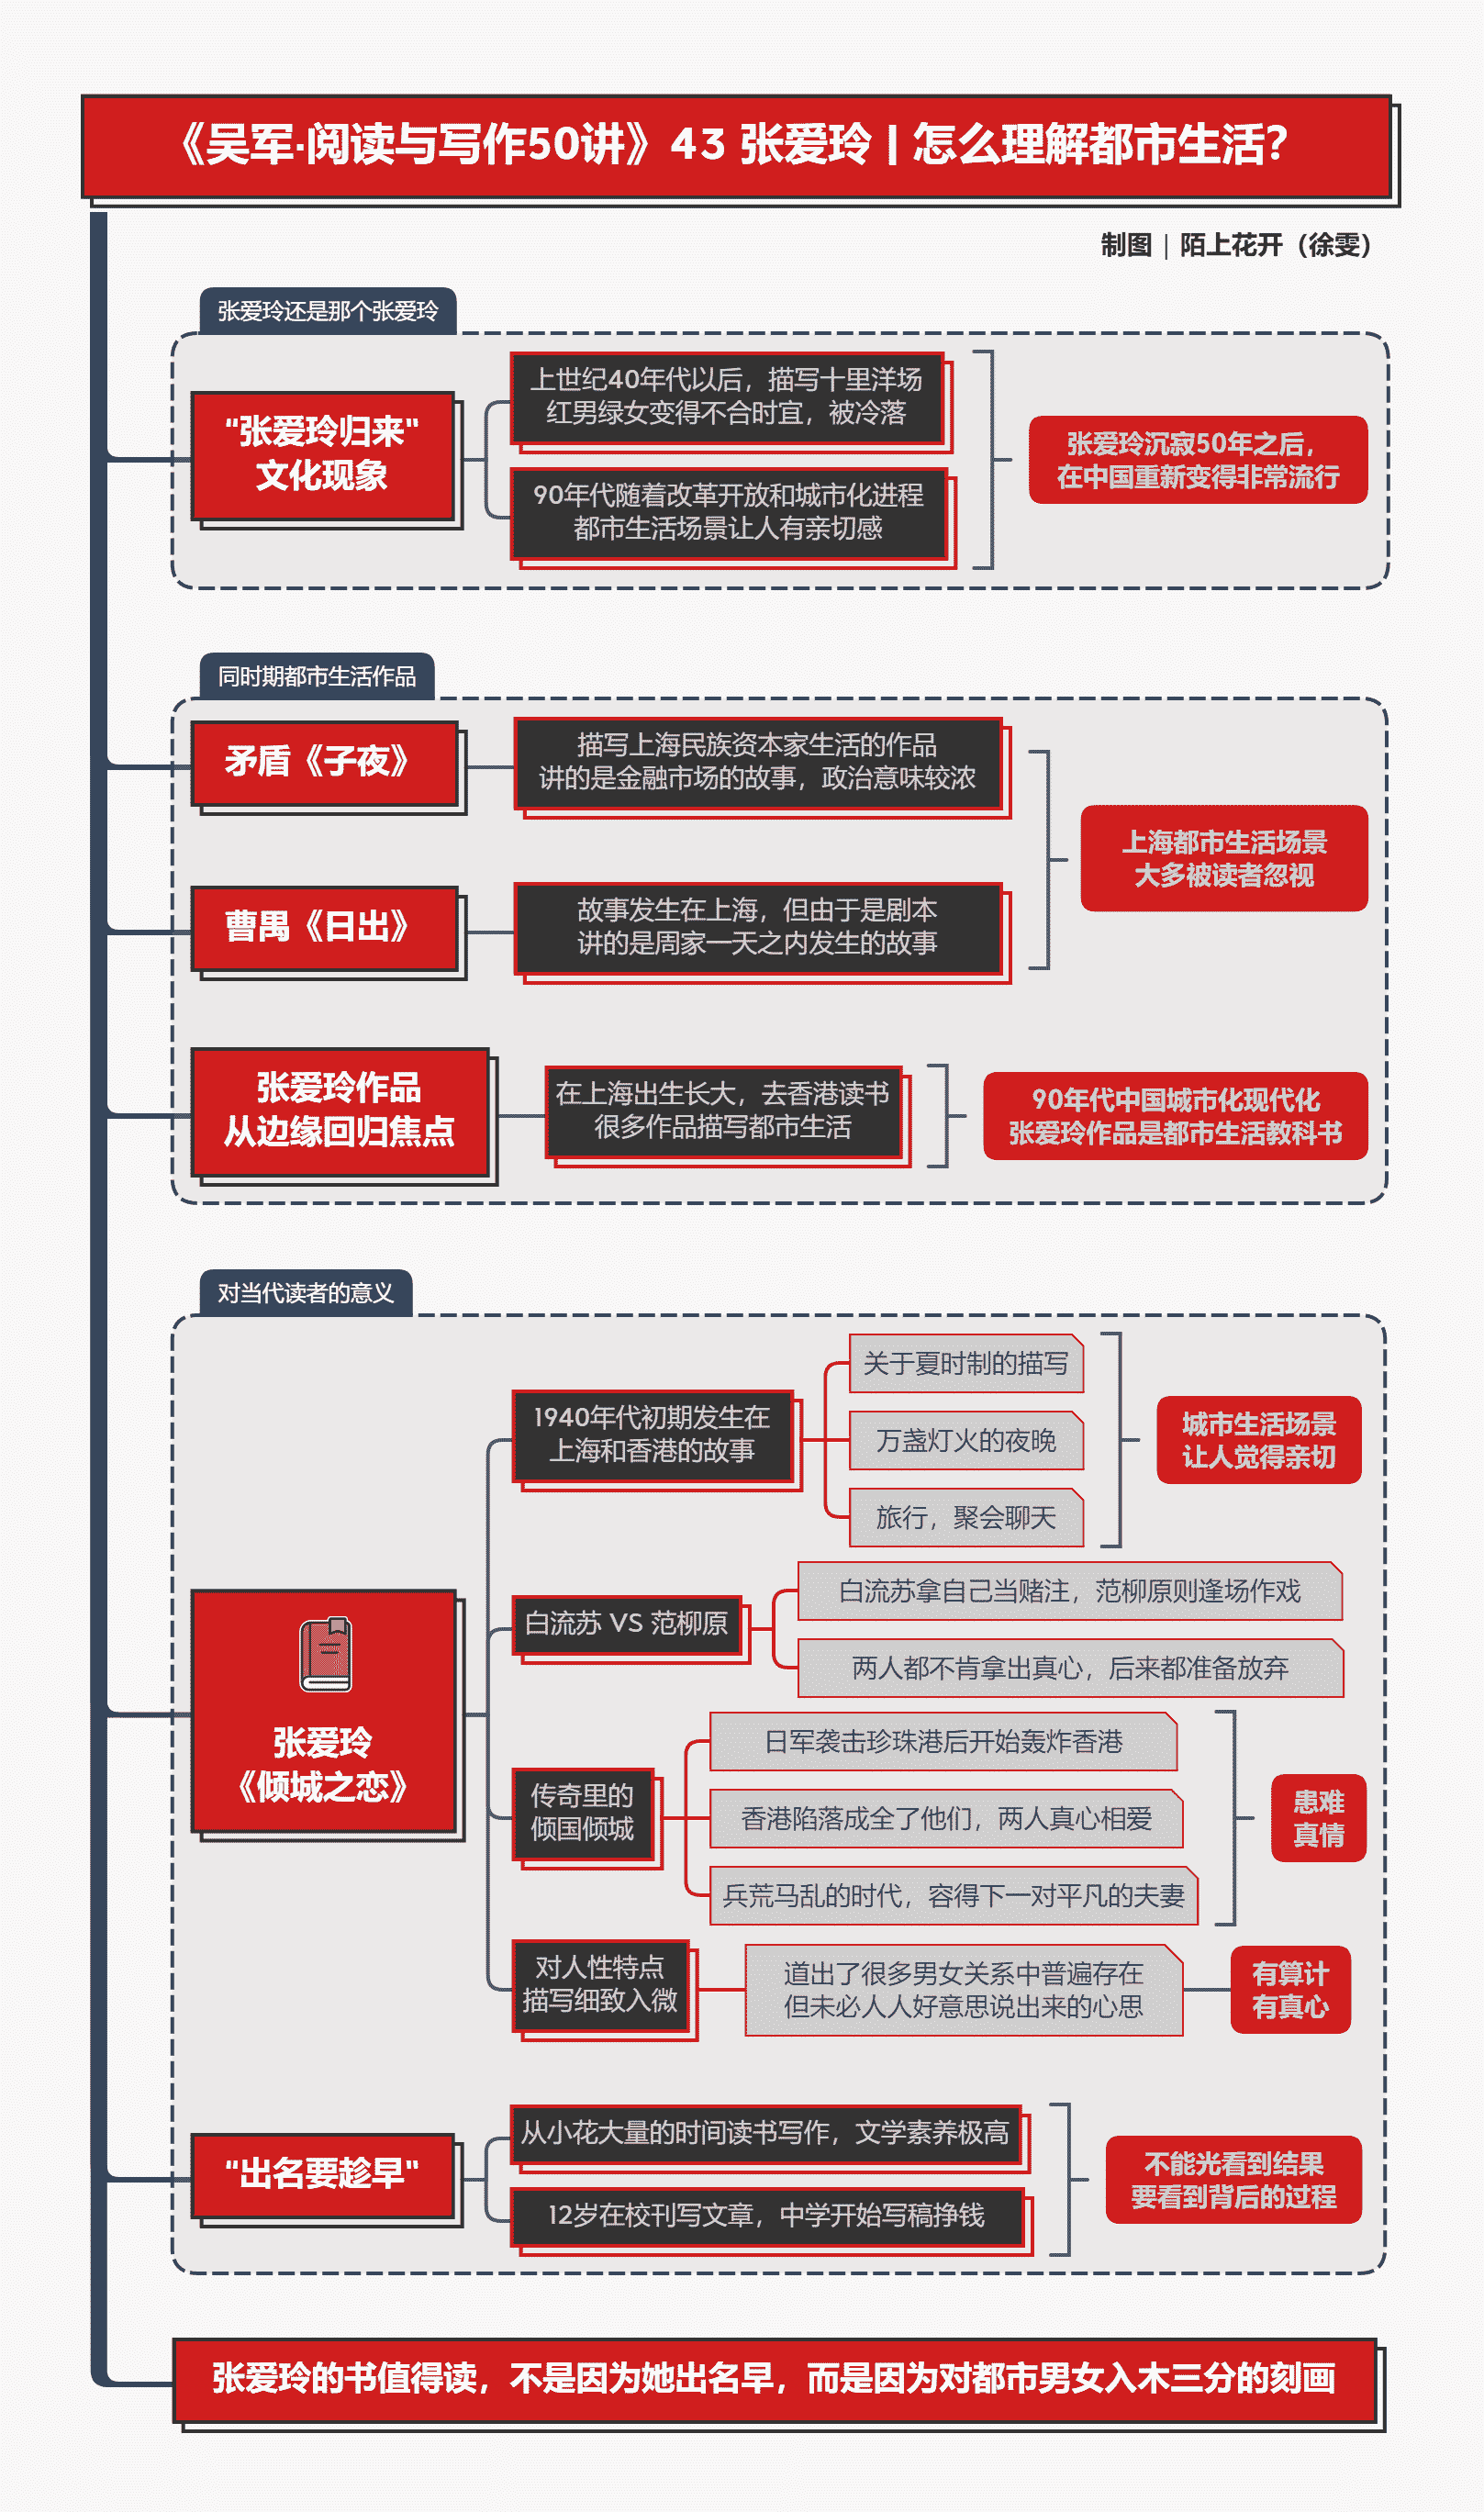 《吴军·阅读与写作50讲》43 张爱玲 | 怎么理解都市生活？
制图 | 陌上花开（徐雯）
张爱玲还是那个张爱玲
"张爱玲归来"
文化现象
上世纪40年代以后，描写十里洋场
红男绿女变得不合时宜，被冷落
90年代随着改革开放和城市化进程
都市生活场景让人有亲切感
张爱玲沉寂50年之后，
在中国重新变得非常流行
同时期都市生活作品
矛盾《子夜》
描写上海民族资本家生活的作品
讲的是金融市场的故事，政治意味较浓
曹禺《日出》
故事发生在上海，但由于是剧本
讲的是周家一天之内发生的故事
上海都市生活场景
大多被读者忽视
张爱玲作品
从边缘回归焦点
在上海出生长大，去香港读书
很多作品描写都市生活
90年代中国城市化现代化
张爱玲作品是都市生活教科书
对当代读者的意义
张爱玲
《倾城之恋》
1940年代初期发生在
上海和香港的故事
关于夏时制的描写
万盏灯火的夜晚
旅行，聚会聊天
城市生活场景
让人觉得亲切
白流苏 VS 范柳原
白流苏拿自己当赌注，范柳原则逢场作戏
两人都不肯拿出真心，后来都准备放弃
传奇里的
倾国倾城
日军袭击珍珠港后开始轰炸香港
香港陷落成全了他们，两人真心相爱
兵荒马乱的时代，容得下一对平凡的夫妻
患难
真情
对人性特点
描写细致入微
道出了很多男女关系中普遍存在
但未必人人好意思说出来的心思
有算计
有真心
"出名要趁早"
从小花大量的时间读书写作，文学素养极高
12岁在校刊写文章，中学开始写稿挣钱
不能光看到结果
要看到背后的过程
张爱玲的书值得读，不是因为她出名早，而是因为对都市男女入木三分的刻画